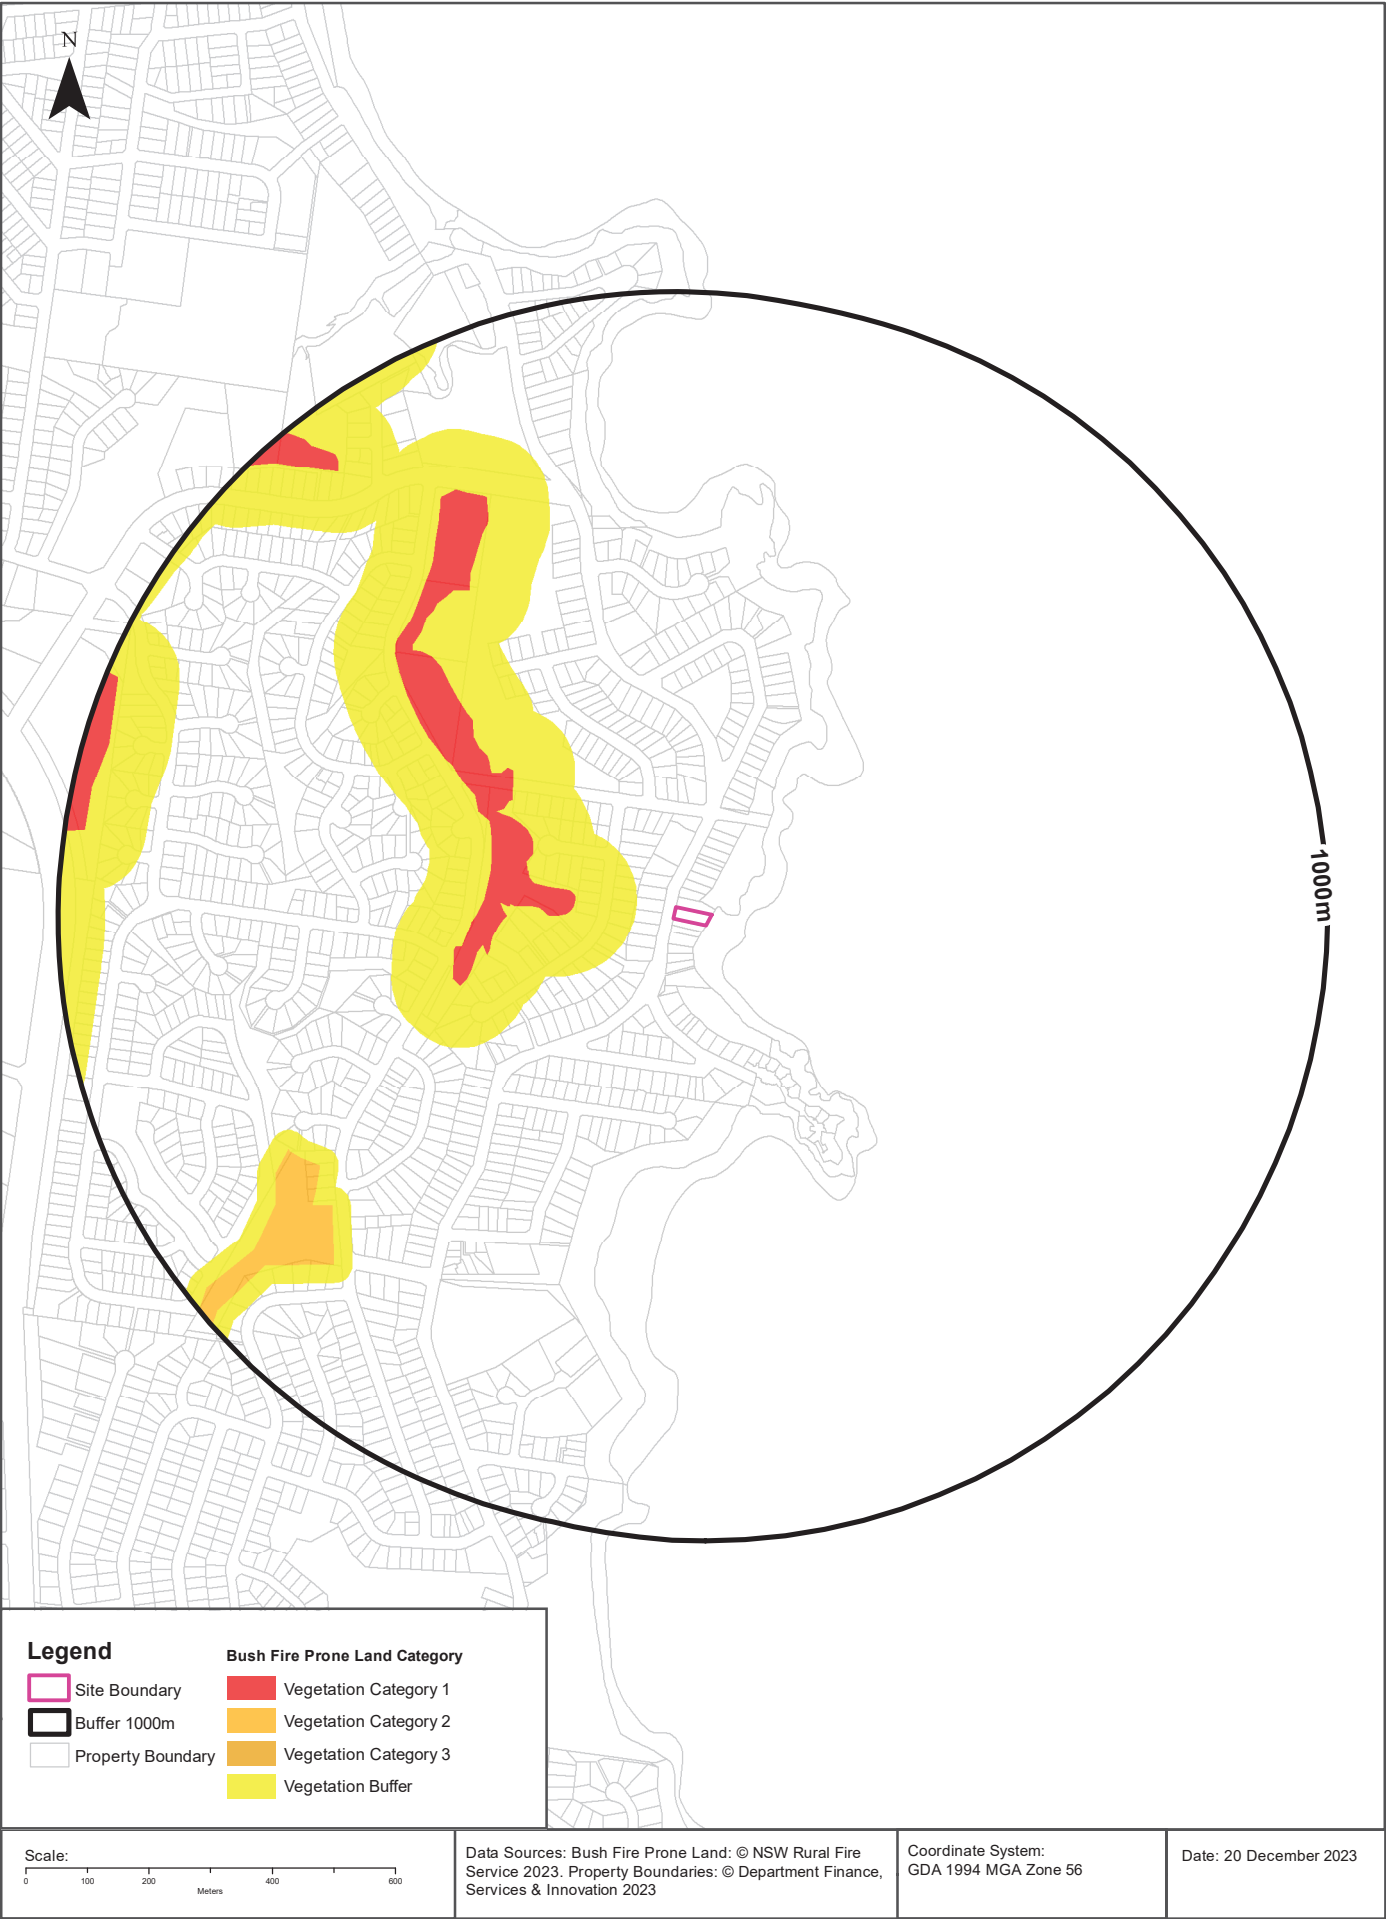 N
1000m
Legend
Site Boundary
Buffer 1000m
Property Boundary
Bush Fire Prone Land Category
Vegetation Category 1
Vegetation Category 2
Vegetation Category 3
Vegetation Buffer
Scale:
0 100 200 400 600
Meters
Data Sources: Bush Fire Prone Land: © NSW Rural Fire
Service 2023. Property Boundaries: © Department Finance,
Services & Innovation 2023
Coordinate System:
GDA 1994 MGA Zone 56
Date: 20 December 2023